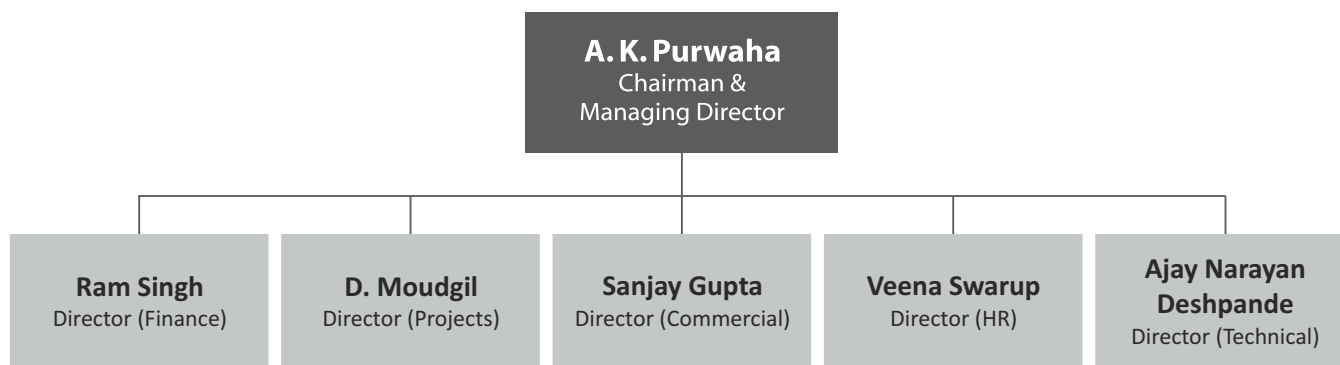 A. K. Purwaha
Chairman &
Managing Director
Ram Singh
Director (Finance)
D. Moudgil
Director (Projects)
Sanjay Gupta
Director (Commercial)
Veena Swarup
Director (HR)
Ajay Narayan
Deshpande
Director (Technical)